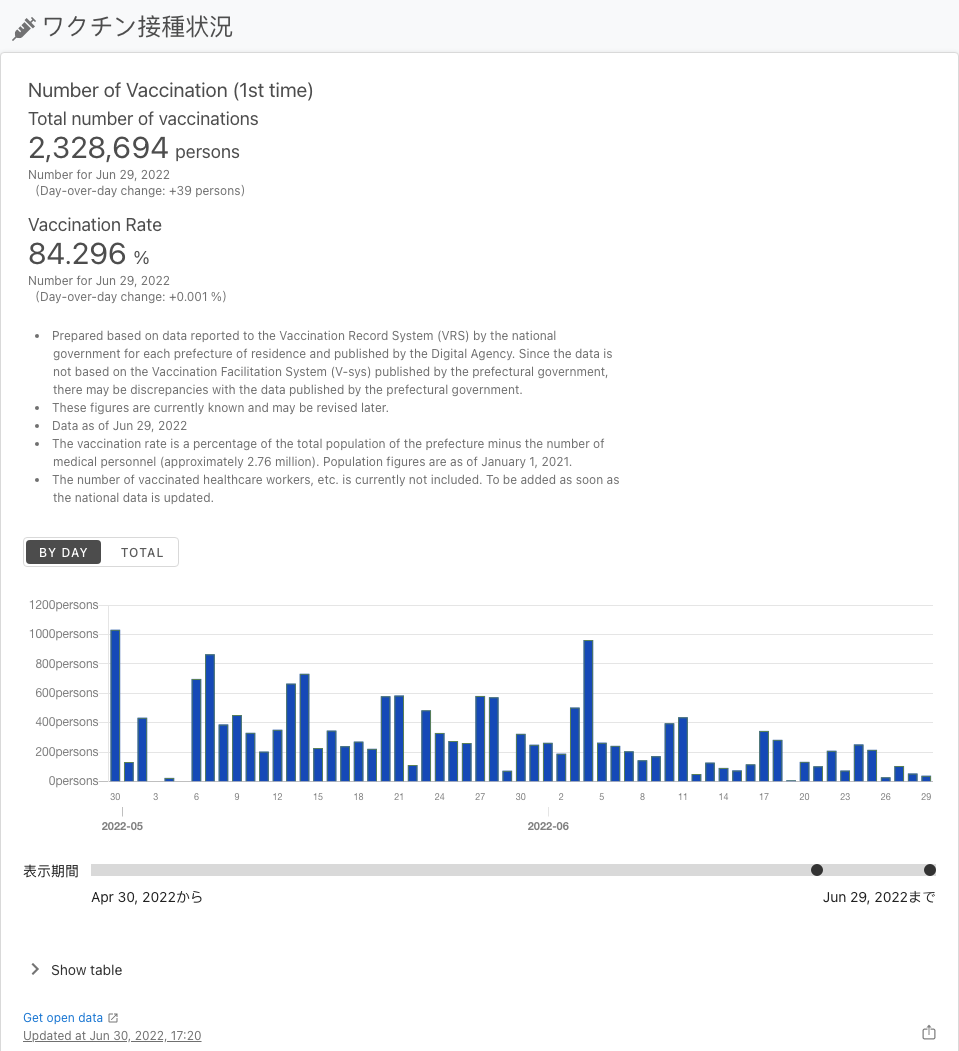 ワクチン接種状況
Number of Vaccination (1st time)
Total number of vaccinations
2,328,694 persons
Number for Jun 29, 2022
(Day-over-day change: +39 persons)
Vaccination Rate
84.296 %
Number for Jun 29, 2022
(Day-over-day change: +0.001 %)
• Prepared based on data reported to the Vaccination Record System (VRS) by the national
government for each prefecture of residence and published by the Digital Agency. Since the data is
not based on the Vaccination Facilitation System (V-sys) published by the prefectural government,
there may be discrepancies with the data published by the prefectural government.
• These figures are currently known and may be revised later.
• Data as of Jun 29, 2022
• The vaccination rate is a percentage of the total population of the prefecture minus the number of
medical personnel (approximately 2.76 million). Population figures are as of January 1, 2021.
• The number of vaccinated healthcare workers, etc. is currently not included. To be added as soon as
the national data is updated.
BY DAY TOTAL
1200persons
1000persons
800persons
600persons
400persons
200persons
0persons
30 3 6 9 12 15 18 21 24 27 30 2 5 8 11 14 17 20 23 26 29
2022-05 2022-06
表示期間
Apr 30, 2022から Jun 29, 2022まで
Show table
Get open data
Updated at Jun 30, 2022, 17:20